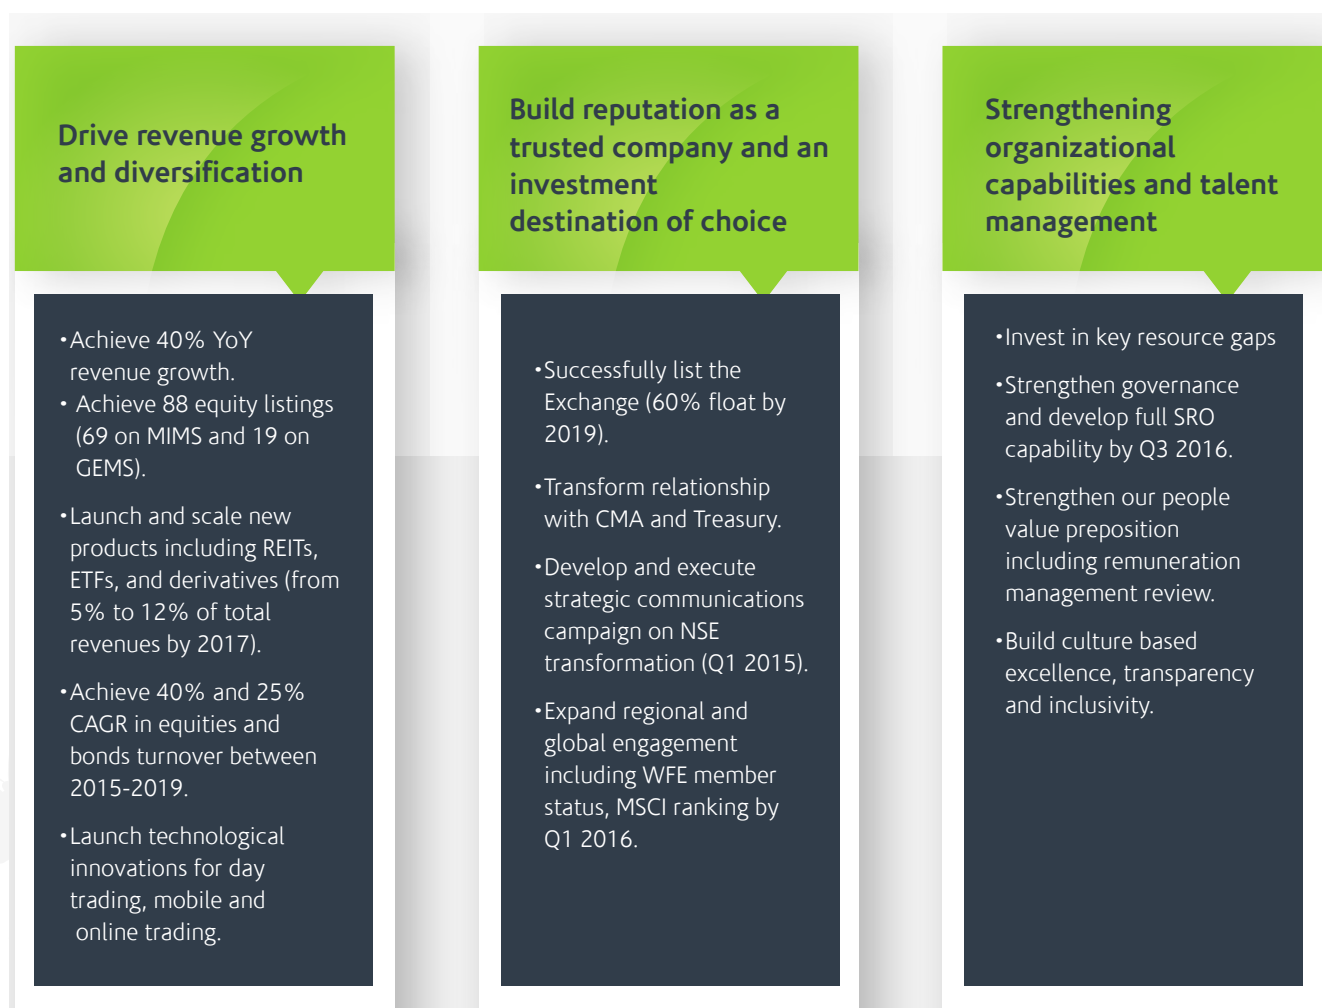 Drive revenue growth
and diversification
•Achieve 40% YoY
revenue growth.
• Achieve 88 equity listings
(69 on MIMS and 19 on
GEMS).
•Launch and scale new
products including REITs,
ETFs, and derivatives (from
5% to 12% of total
revenues by 2017).
•Achieve 40% and 25%
CAGR in equities and
bonds turnover between
2015-2019.
•Launch technological
innovations for day
trading, mobile and
online trading.
Build reputation as a
trusted company and an
investment
destination of choice
•Successfully list the
Exchange (60% float by
2019).
•Transform relationship
with CMA and Treasury.
•Develop and execute
strategic communications
campaign on NSE
transformation (Q1 2015).
•Expand regional and
global engagement
including WFE member
status, MSCI ranking by
Q1 2016.
Strengthening
organizational
capabilities and talent
management
•Invest in key resource gaps
•Strengthen governance
and develop full SRO
capability by Q3 2016.
•Strengthen our people
value preposition
including remuneration
management review.
•Build culture based
excellence, transparency
and inclusivity.